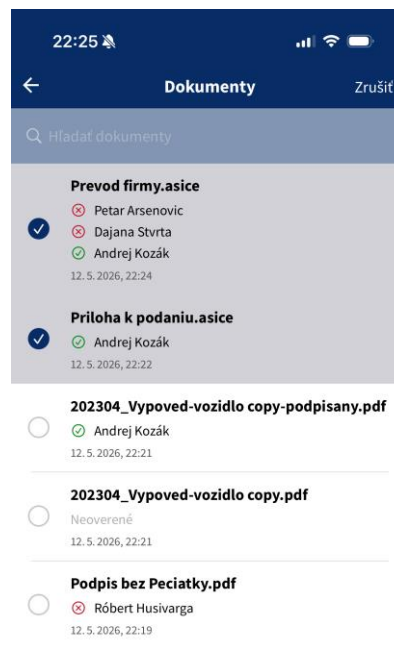 22:25
Dokumenty
Zrušiť
Hľadať dokumenty
Prevod firmy.asice
Petar Arsenovic
Dajana Stvrta
Andrej Kozák
12. 5. 2026, 22:24
Priloha k podaniu.asice
Andrej Kozák
12. 5. 2026, 22:22
202304_Vypoved-vozidlo copy-podpisany.pdf
Andrej Kozák
12. 5. 2026, 22:21
202304_Vypoved-vozidlo copy.pdf
Neoverené
12. 5. 2026, 22:21
Podpis bez Peciatky.pdf
Róbert Husivarga
12. 5. 2026, 22:19